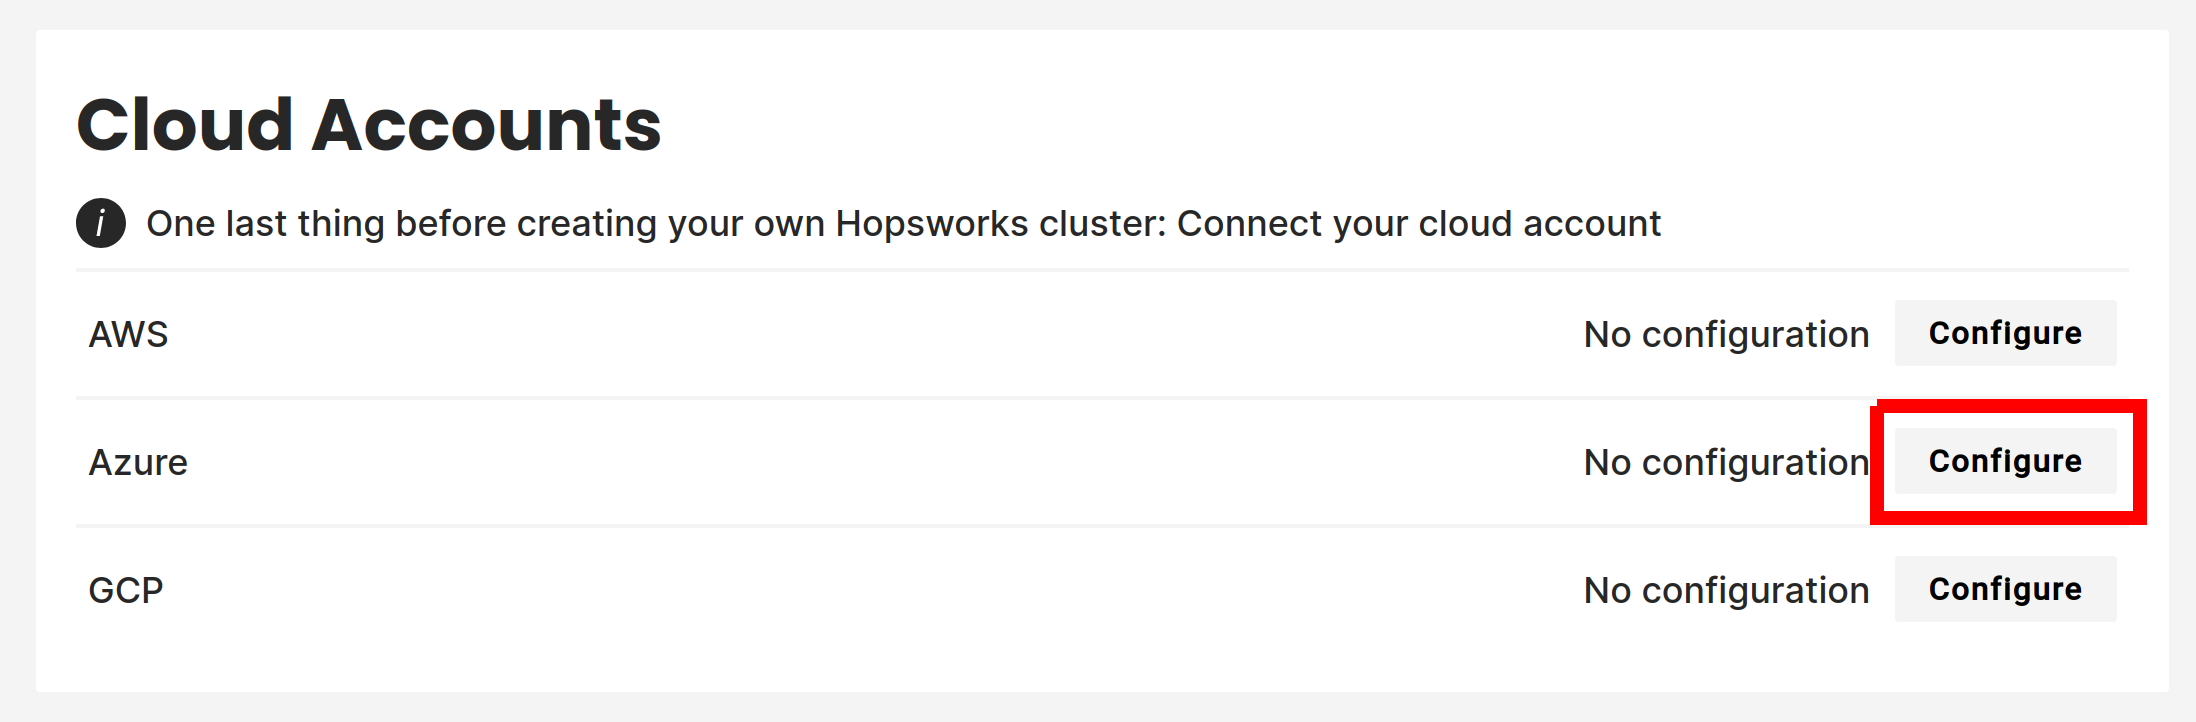 Cloud Accounts
i One last thing before creating your own Hopsworks cluster: Connect your cloud account
AWS No configuration Configure
Azure No configuration Configure
GCP No configuration Configure